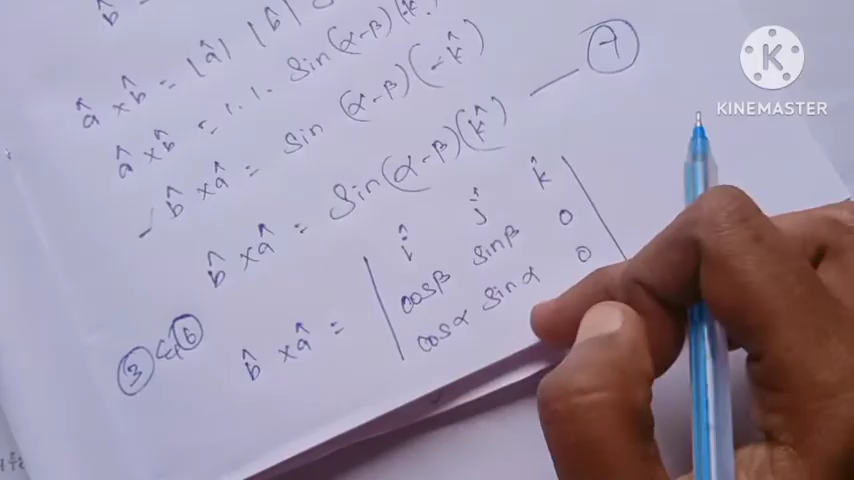 b̂
â × b̂ = |â| |b̂|
â × b̂ = 1.1. Sin(α-β)(-k̂)
- b̂ × â = Sin (α-β)(-k̂)
b̂ × â = Sin(α-β)(k̂) — 7
③ & ⑥ b̂ × â = | î ĵ k̂
cosβ sinβ 0
cosα sinα 0 |
K
KINEMASTER